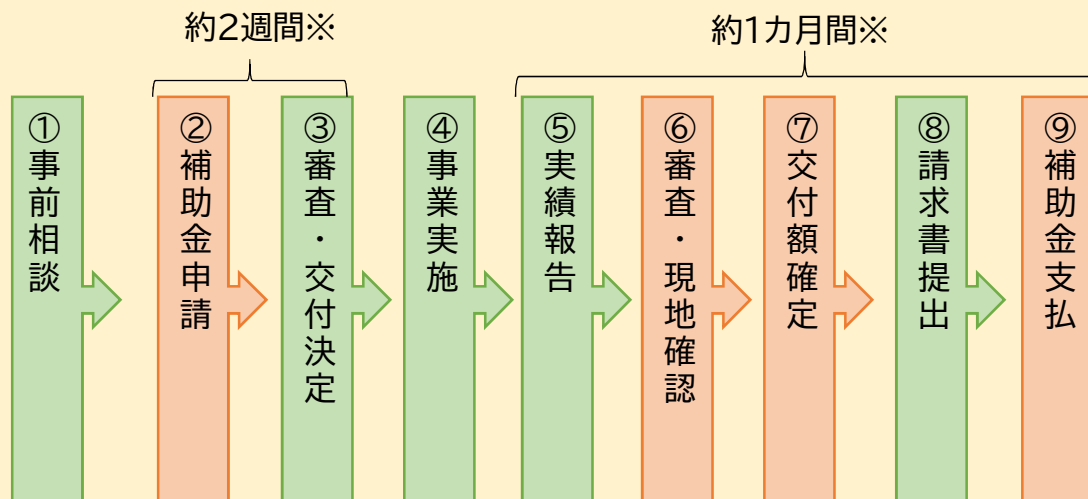 約2週間※
約1カ月間※
①事前相談
②補助金申請
③審査・交付決定
④事業実施
⑤実績報告
⑥審査・現地確認
⑦交付額確定
⑧請求書提出
⑨補助金支払